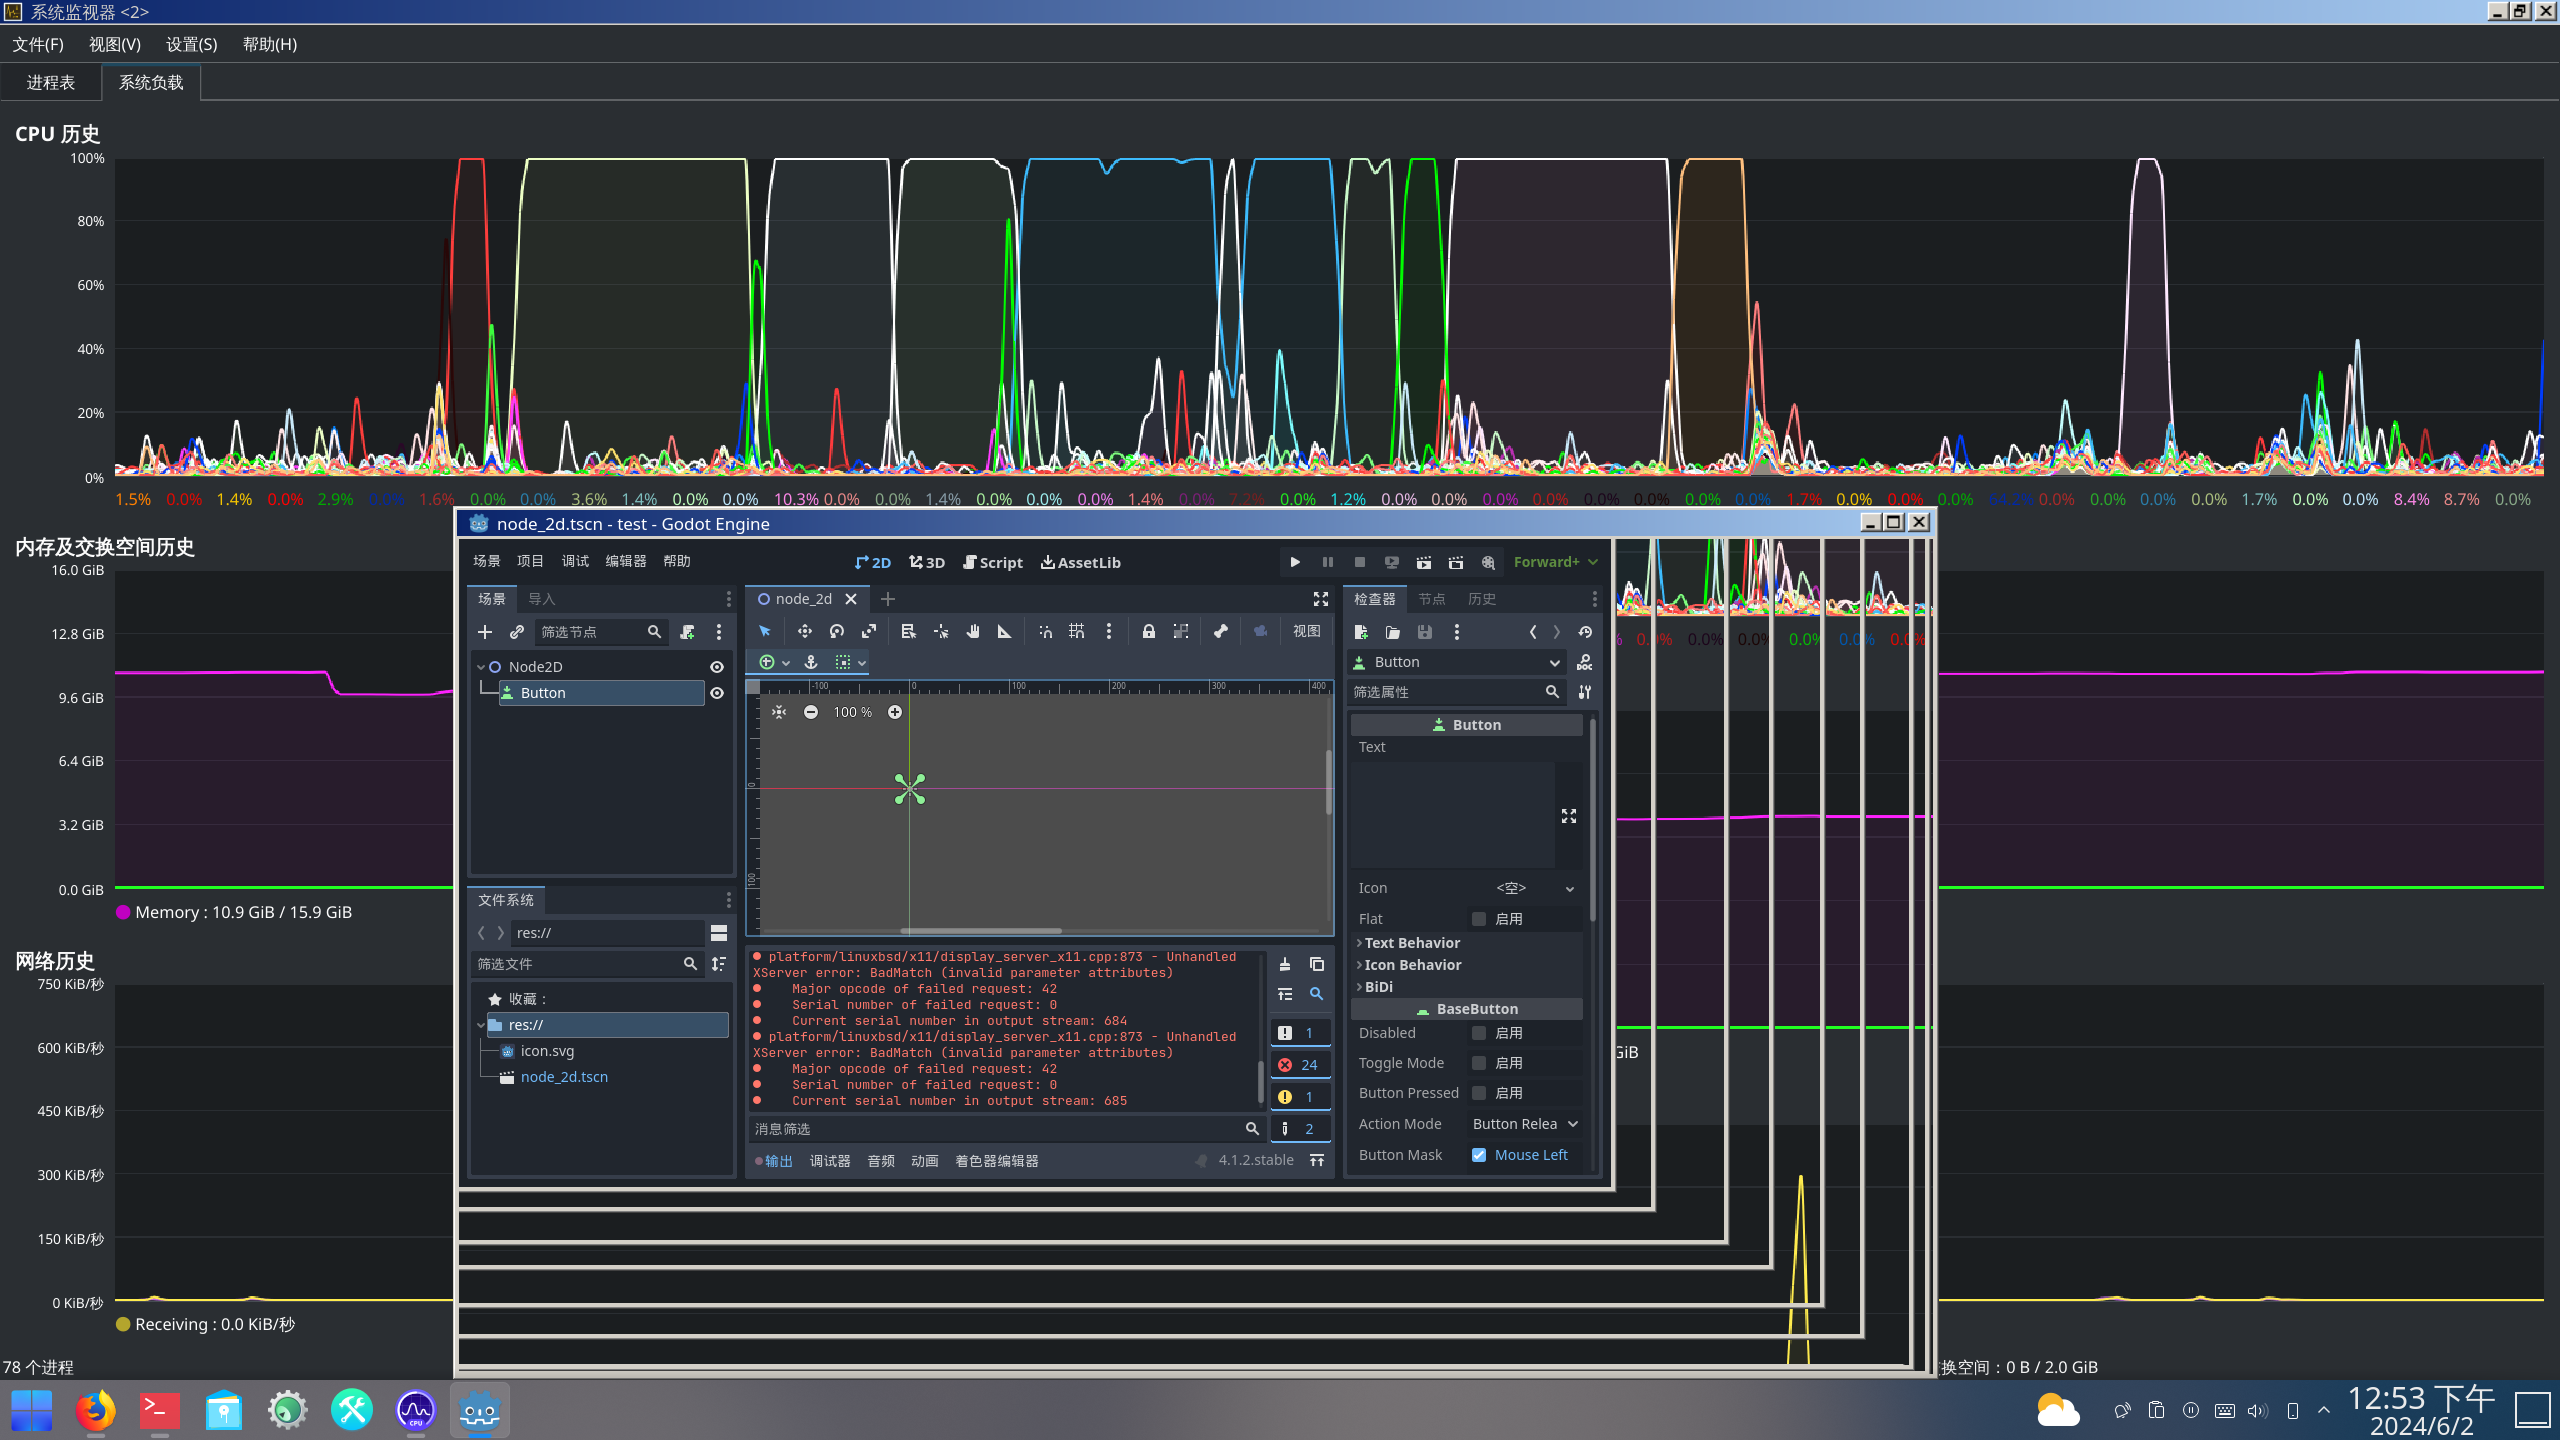 系统监视器 <2>
文件(F) 视图(V) 设置(S) 帮助(H)
进程表 系统负载
CPU 历史
100%
80%
60%
40%
20%
0%
1.5% 0.0% 1.4% 0.0% 2.9% 0.0% 1.6% 0.0% 0.0% 3.6% 1.4% 0.0% 0.0% 10.3% 0.0% 0.0% 1.4% 0.0% 0.0% 0.0% 1.4% 0.0% 7.2% 0.0% 1.2% 0.0% 0.0% 0.0% 0.0% 0.0% 0.0% 0.0% 0.0% 1.7% 0.0% 0.0% 0.0% 64.2% 0.0% 0.0% 0.0% 0.0% 1.7% 0.0% 0.0% 8.4% 8.7% 0.0%
内存及交换空间历史
16.0 GiB
12.8 GiB
9.6 GiB
6.4 GiB
3.2 GiB
0.0 GiB
Memory : 10.9 GiB / 15.9 GiB
网络历史
750 KiB/秒
600 KiB/秒
450 KiB/秒
300 KiB/秒
150 KiB/秒
0 KiB/秒
Receiving : 0.0 KiB/秒
78 个进程
换空间：0 B / 2.0 GiB
node_2d.tscn - test - Godot Engine
场景 项目 调试 编辑器 帮助
2D 3D Script AssetLib
Forward+
场景 导入
筛选节点
Node2D
Button
文件系统
res://
筛选文件
收藏：
res://
icon.svg
node_2d.tscn
node_2d
视图
-100 0 100 200 300 400
0
100
100 %
platform/linuxbsd/x11/display_server_x11.cpp:873 - Unhandled
XServer error: BadMatch (invalid parameter attributes)
Major opcode of failed request: 42
Serial number of failed request: 0
Current serial number in output stream: 684
platform/linuxbsd/x11/display_server_x11.cpp:873 - Unhandled
XServer error: BadMatch (invalid parameter attributes)
Major opcode of failed request: 42
Serial number of failed request: 0
Current serial number in output stream: 685
1
24
1
2
消息筛选
输出 调试器 音频 动画 着色器编辑器
4.1.2.stable
检查器 节点 历史
Button
筛选属性
Button
Text
Icon <空>
Flat 启用
Text Behavior
Icon Behavior
BiDi
BaseButton
Disabled 启用
Toggle Mode 启用
Button Pressed 启用
Action Mode Button Relea
Button Mask Mouse Left
% 0.0% 0.0% 0.0% 0.0% 0.0% 0.0%
GiB
CPU
12:53 下午
2024/6/2